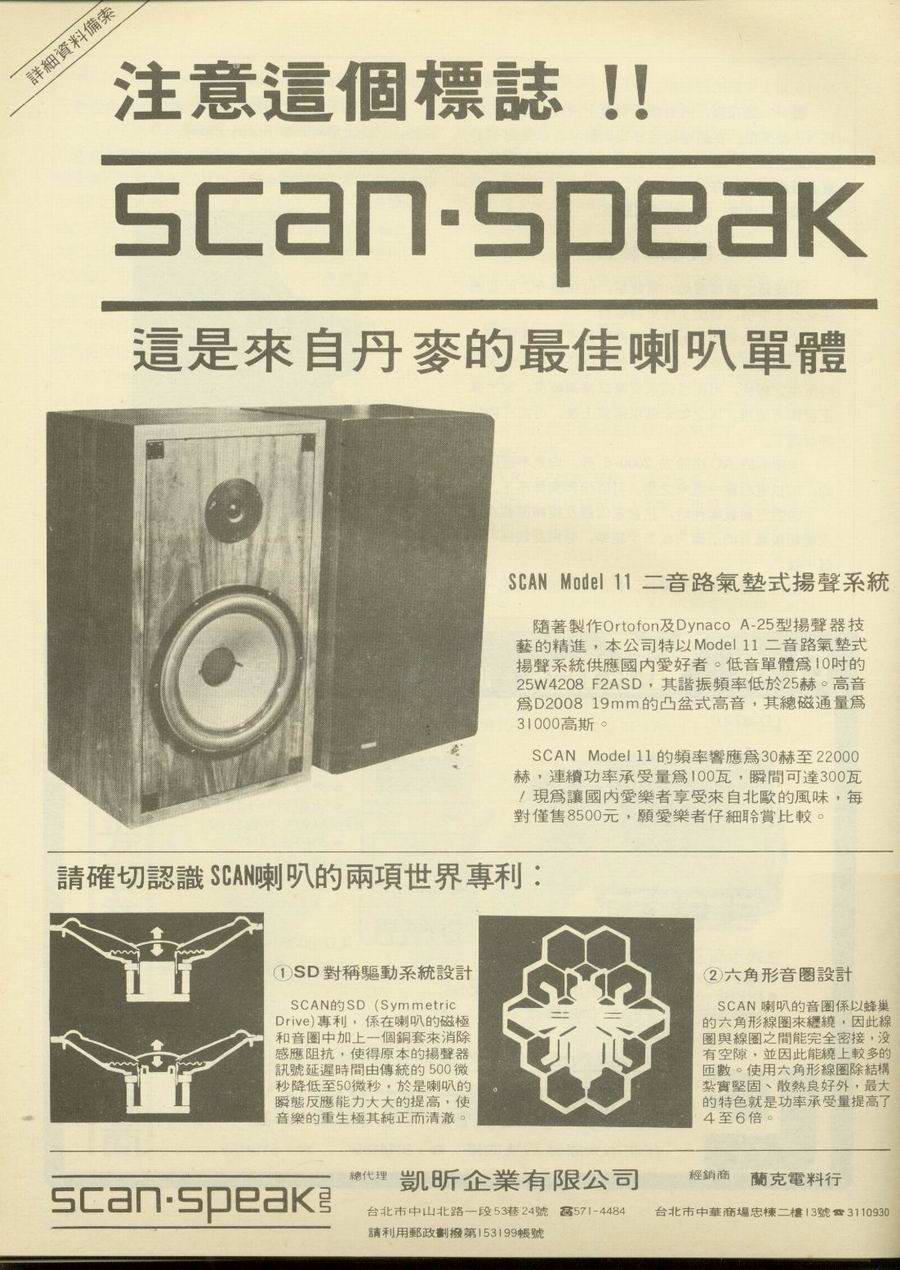 詳細資料備索
注意這個標誌 !!
scan·speak
這是來自丹麥的最佳喇叭單體
SCAN Model 11 二音路氣墊式揚聲系統
隨著製作Ortofon及Dynaco A-25型揚聲器技
藝的精進，本公司特以Model 11 二音路氣墊式
揚聲系統供應國內愛好者。低音單體為10吋的
25W4208 F2ASD，其諧振頻率低於25赫。高音
為D2008 19mm的凸盆式高音，其總磁通量為
31000高斯。
SCAN Model 11 的頻率響應為30赫至22000
赫，連續功率承受量為100瓦，瞬間可達300瓦
！現為讓國內愛樂者享受來自北歐的風味，每
對僅售8500元，願愛樂者仔細聆賞比較。
請確切認識SCAN喇叭的兩項世界專利：
①SD對稱驅動系統設計
SCAN的SD (Symmetric
Drive)專利，係在喇叭的磁極
和音圈中加上一個銅套來消除
感應阻抗，使得原本的揚聲器
訊號延遲時間由傳統的500微
秒降低至50微秒，於是喇叭的
瞬態反應能力大大的提高，使
音樂的重生極其純正而清澈。
②六角形音圈設計
SCAN 喇叭的音圈係以蜂巢
的六角形線圈來纒繞，因此線
圈與線圈之間能完全密接，沒
有空隙，並因此能繞上較多的
匝數。使用六角形線圈除結構
紮實堅固、散熱良好外，最大
的特色就是功率承受量提高了
4至6倍。
scan·speak
總代理 凱昕企業有限公司
台北市中山北路一段53巷24號 ☎571-4484
請利用郵政劃撥第153199帳號
經銷商 蘭克電料行
台北市中華商場忠棟二樓13號☎3110930